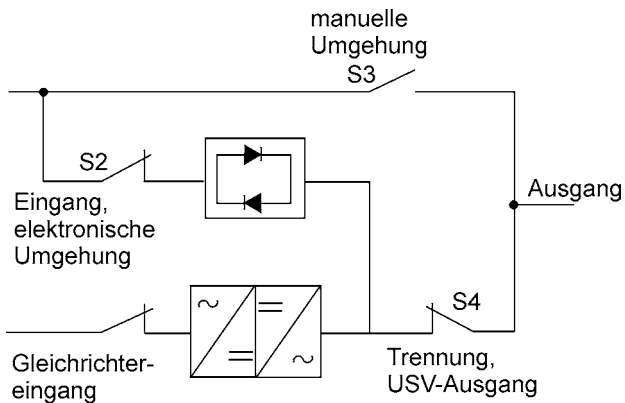 manuelle
Umgehung
S3
S2
Eingang,
elektronische
Umgehung
Ausgang
S4
Gleichrichter-
eingang
Trennung,
USV-Ausgang